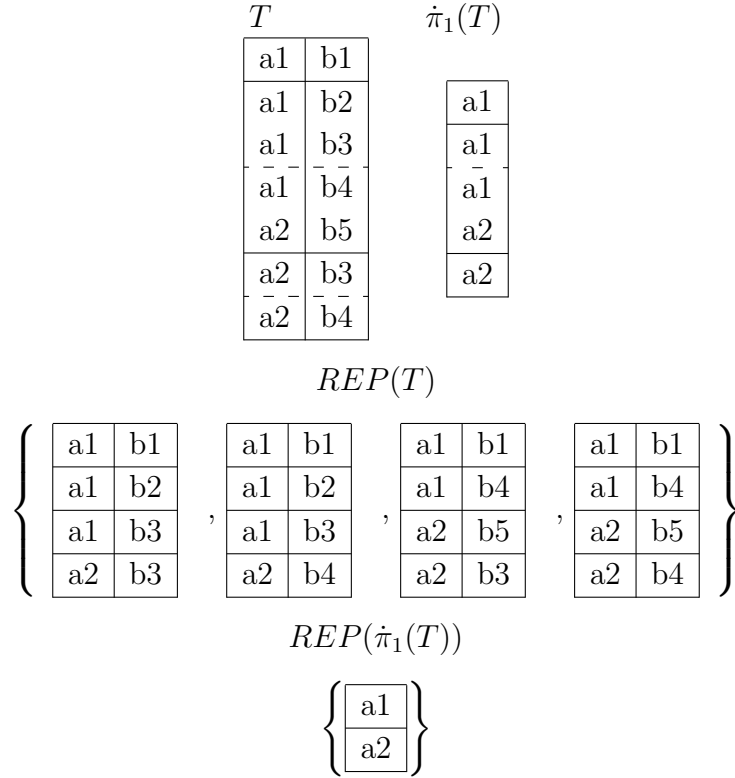 T π̇₁(T)
a1 b1
a1 b2 a1
a1 b3 a1
a1 b4 a1
a2 b5 a2
a2 b3 a2
a2 b4
REP(T)
{ a1 b1 , a1 b1 , a1 b1 , a1 b1 }
a1 b2 a1 b2 a1 b4 a1 b4
a1 b3 a1 b3 a2 b5 a2 b5
a2 b3 a2 b4 a2 b3 a2 b4
REP(π̇₁(T))
{ a1 }
a2